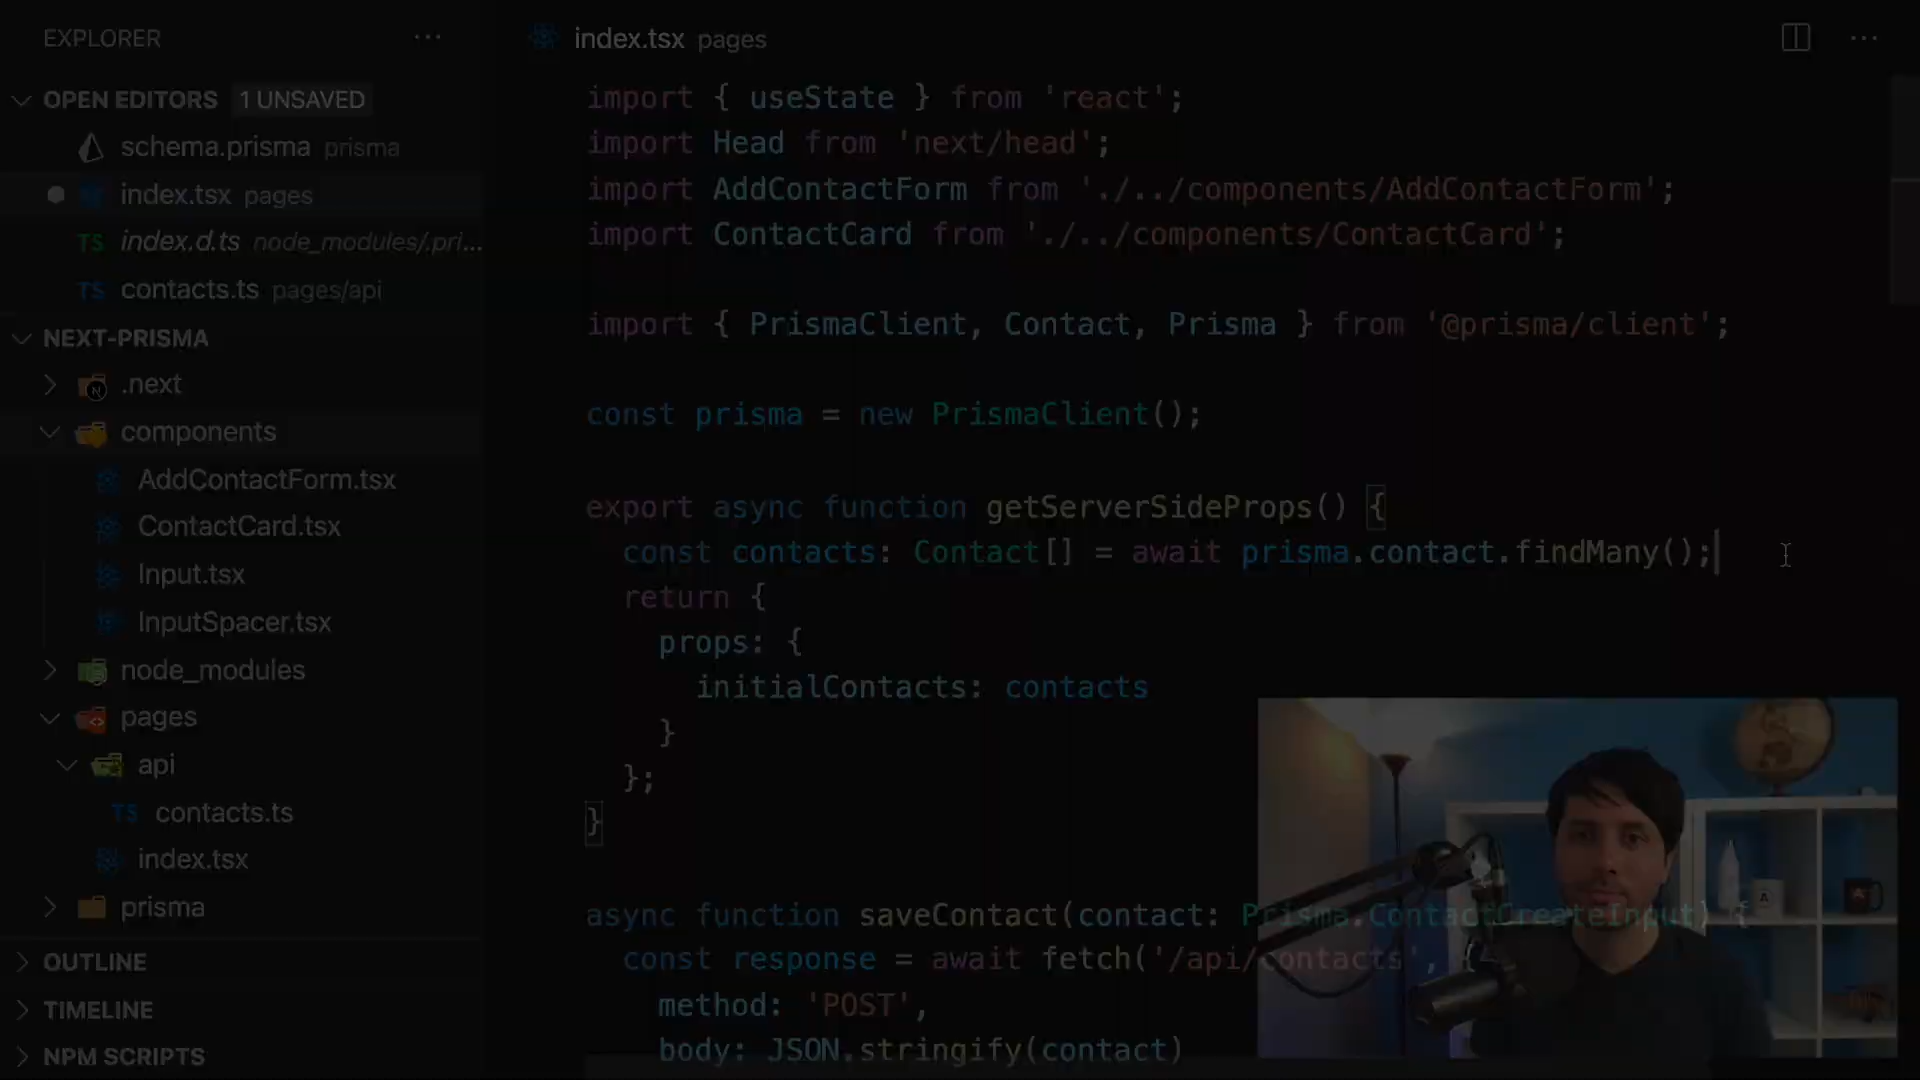 EXPLORER
OPEN EDITORS 1 UNSAVED
schema.prisma prisma
index.tsx pages
TS index.d.ts node_modules/.pri...
TS contacts.ts pages/api
NEXT-PRISMA
.next
components
AddContactForm.tsx
ContactCard.tsx
Input.tsx
InputSpacer.tsx
node_modules
pages
api
TS contacts.ts
index.tsx
prisma
OUTLINE
TIMELINE
NPM SCRIPTS
index.tsx pages
import { useState } from 'react';
import Head from 'next/head';
import AddContactForm from './../components/AddContactForm';
import ContactCard from './../components/ContactCard';
import { PrismaClient, Contact, Prisma } from '@prisma/client';
const prisma = new PrismaClient();
export async function getServerSideProps() {
const contacts: Contact[] = await prisma.contact.findMany();
return {
props: {
initialContacts: contacts
}
};
}
async function saveContact(contact: Prisma.ContactCreateInput) {
const response = await fetch('/api/contacts', {
method: 'POST',
body: JSON.stringify(contact)